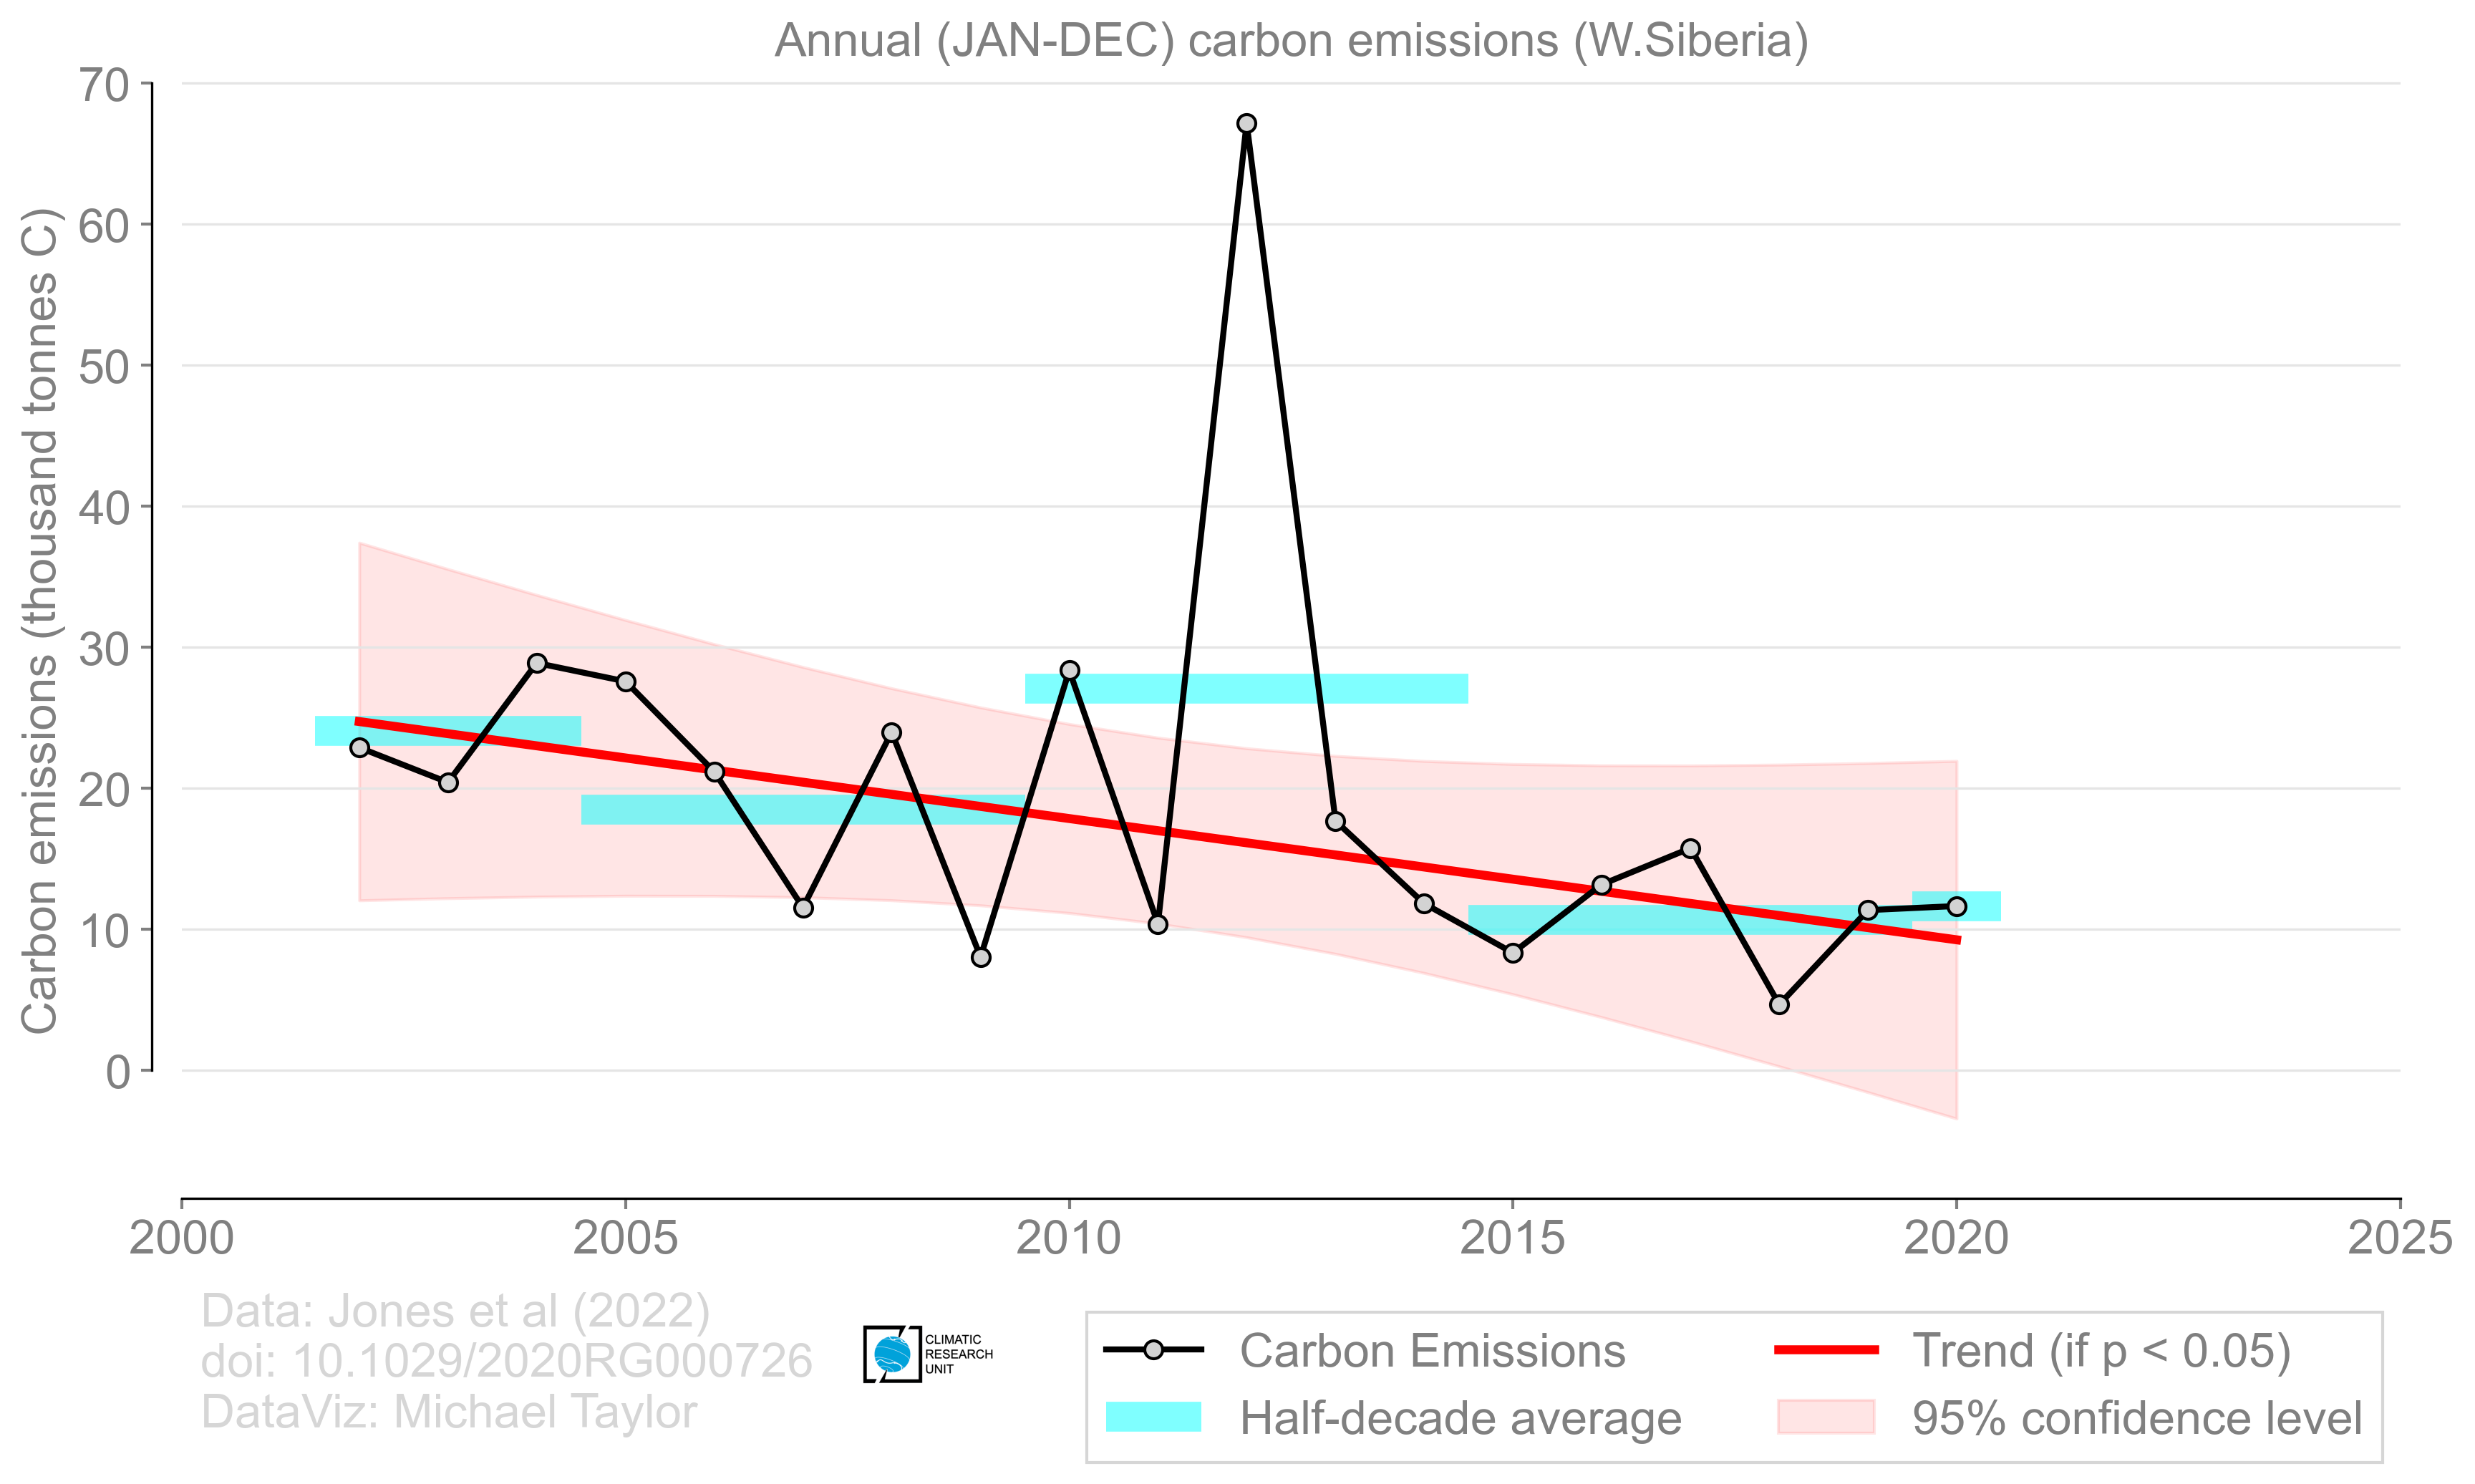 Annual (JAN-DEC) carbon emissions (W.Siberia)
Carbon emissions (thousand tonnes C)
70
60
50
40
30
20
10
0
2000 2005 2010 2015 2020 2025
Data: Jones et al (2022)
doi: 10.1029/2020RG000726
DataViz: Michael Taylor
CLIMATIC
RESEARCH
UNIT
Carbon Emissions
Half-decade average
Trend (if p < 0.05)
95% confidence level